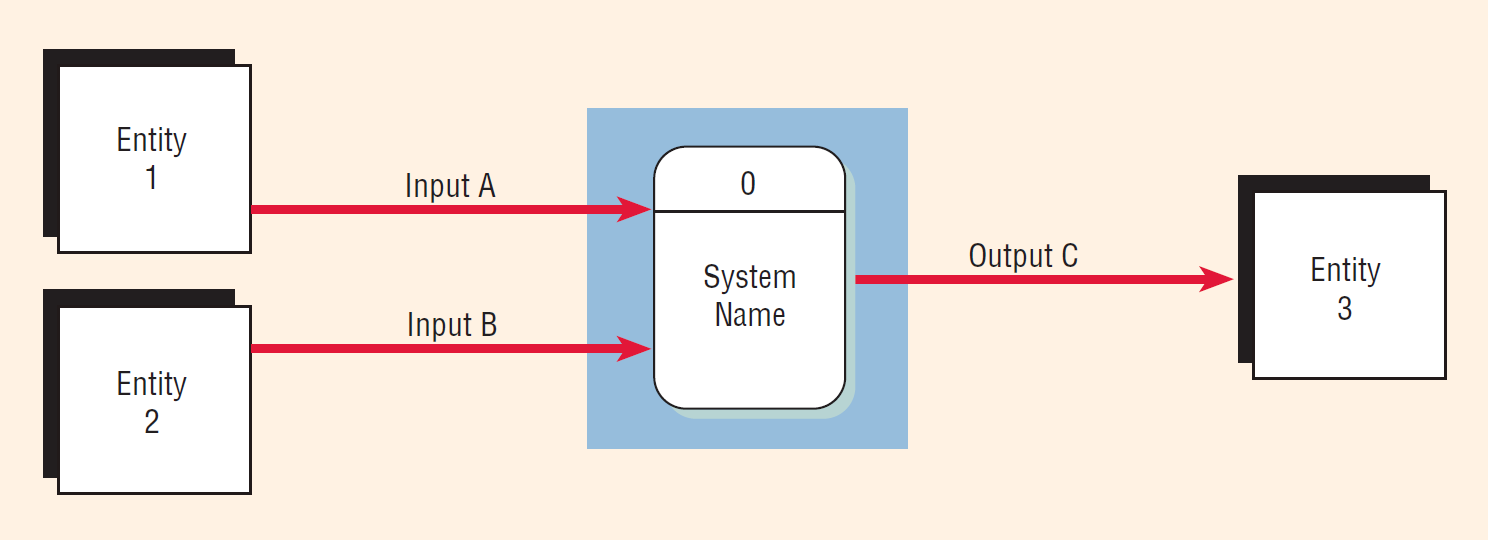 Entity
1
Input A
0
System
Name
Output C
Entity
3
Input B
Entity
2